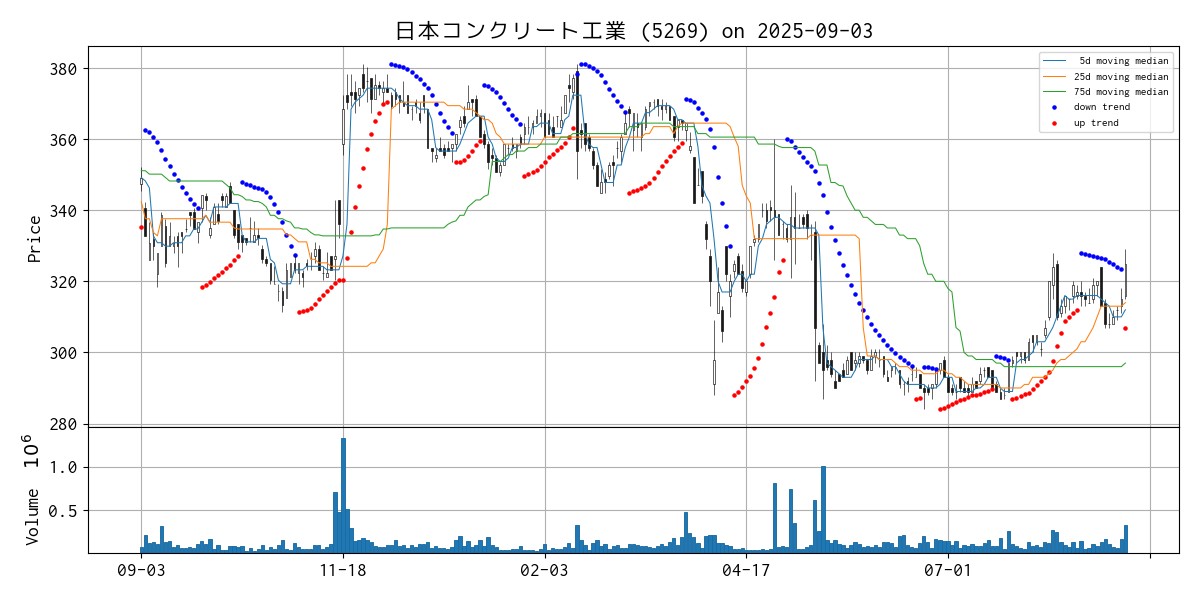 日本コンクリート工業 (5269) on 2025-09-03
5d moving median
25d moving median
75d moving median
down trend
up trend
Price
380
360
340
320
300
280
Volume 10^6
1.0
0.5
09-03
11-18
02-03
04-17
07-01